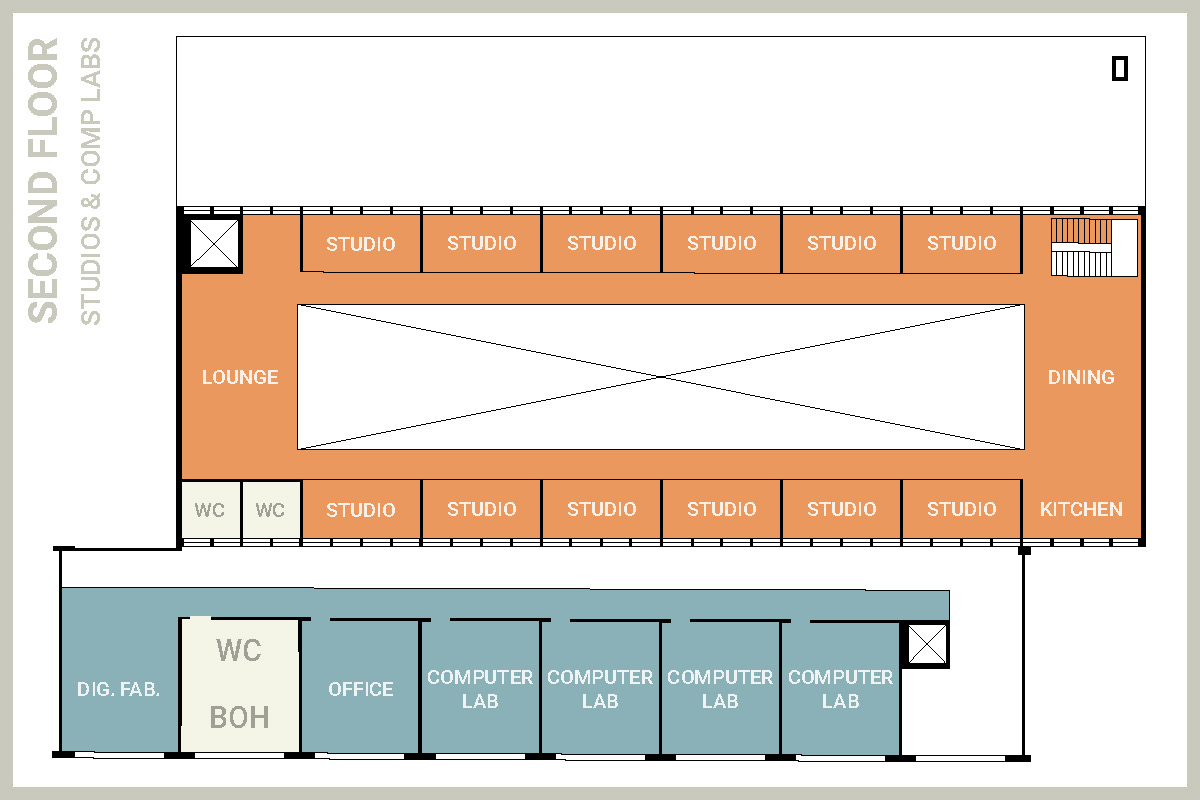 SECOND FLOOR
STUDIOS & COMP LABS
STUDIO STUDIO STUDIO STUDIO STUDIO STUDIO
LOUNGE DINING
WC WC STUDIO STUDIO STUDIO STUDIO STUDIO STUDIO KITCHEN
DIG. FAB.
WC
BOH
OFFICE
COMPUTER
LAB
COMPUTER
LAB
COMPUTER
LAB
COMPUTER
LAB